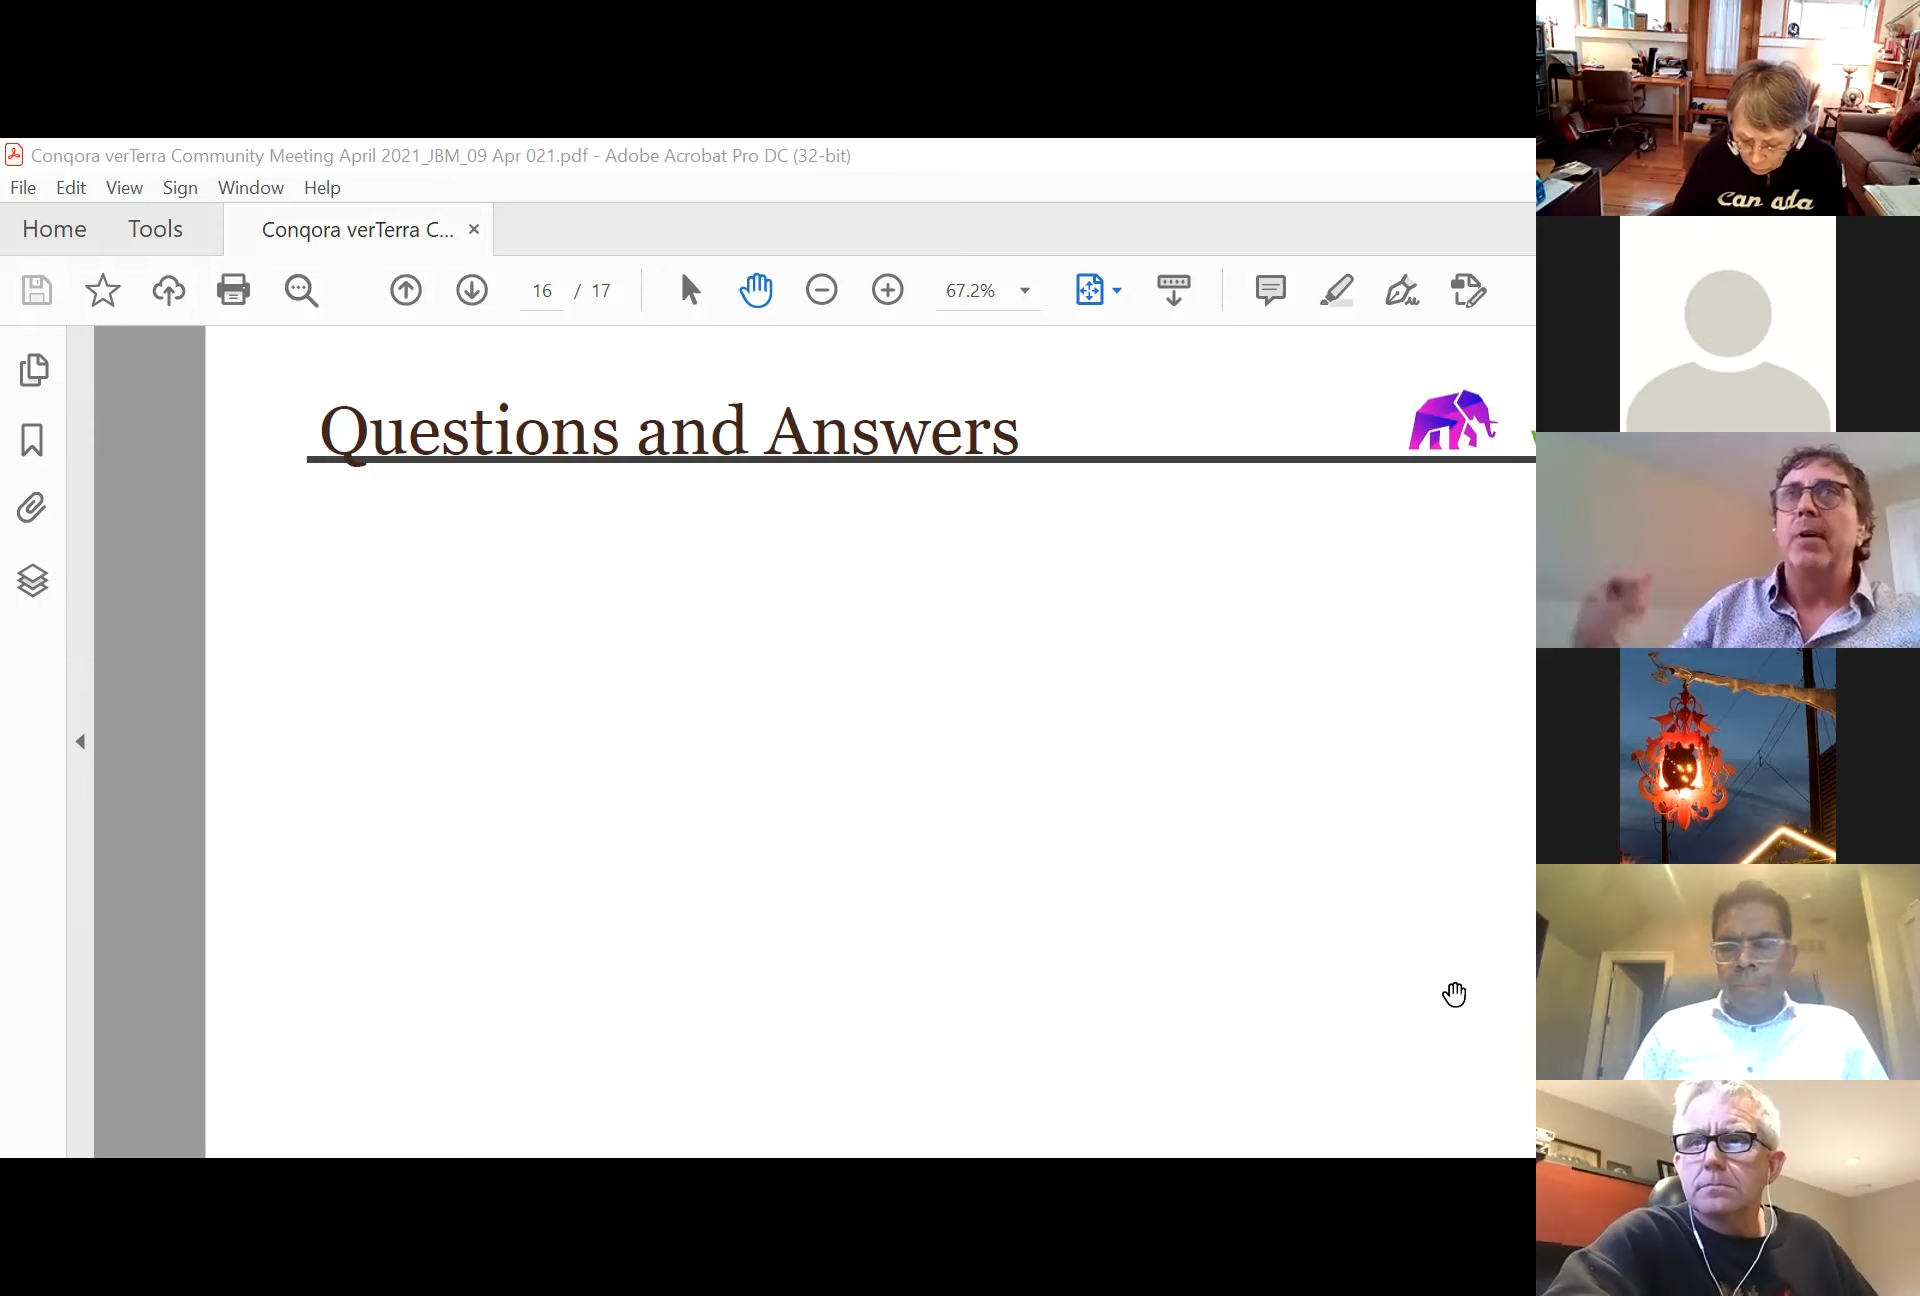 Conqora verTerra Community Meeting April 2021_JBM_09 Apr 021.pdf - Adobe Acrobat Pro DC (32-bit)
File Edit View Sign Window Help
Home Tools Conqora verTerra C... ×
16 / 17 67.2%
Questions and Answers
Can ada